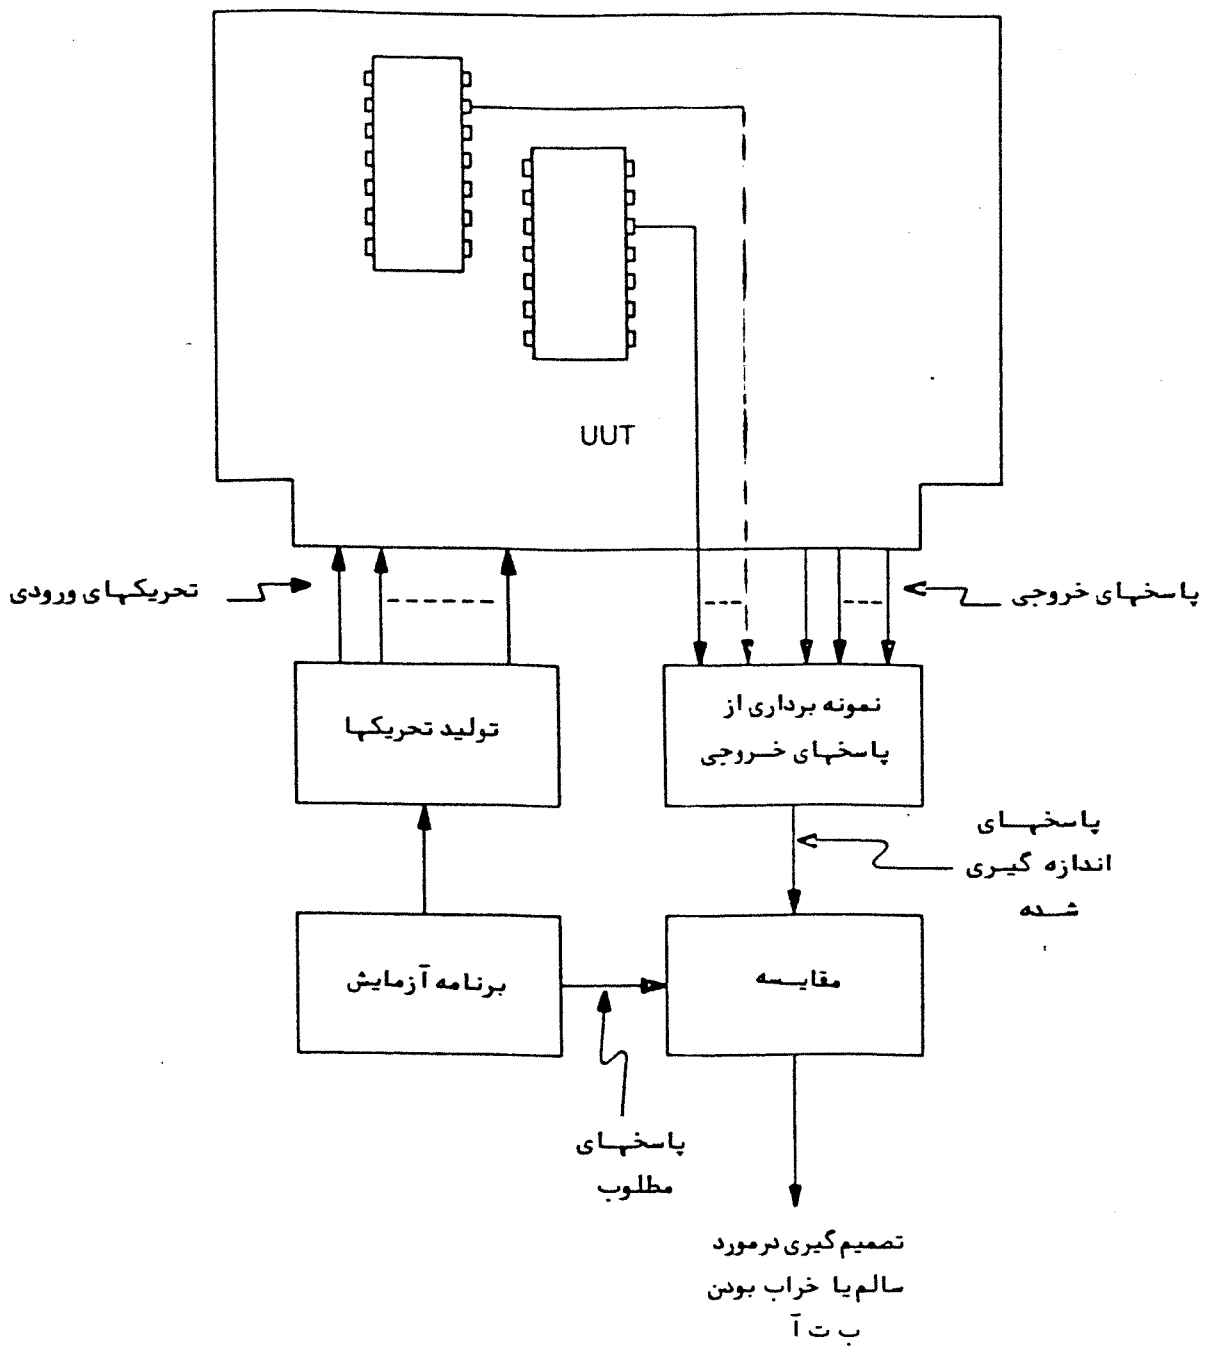 UUT
تحریکهای ورودی
پاسخهای خروجی
تولید تحریکها
نمونه برداری از
پاسخهای خروجی
پاسخهای
اندازه گیری
شده
برنامه آزمایش
مقایسه
پاسخهای
مطلوب
تصمیم گیری درمورد
سالم یا خراب بودن
ب ت آ